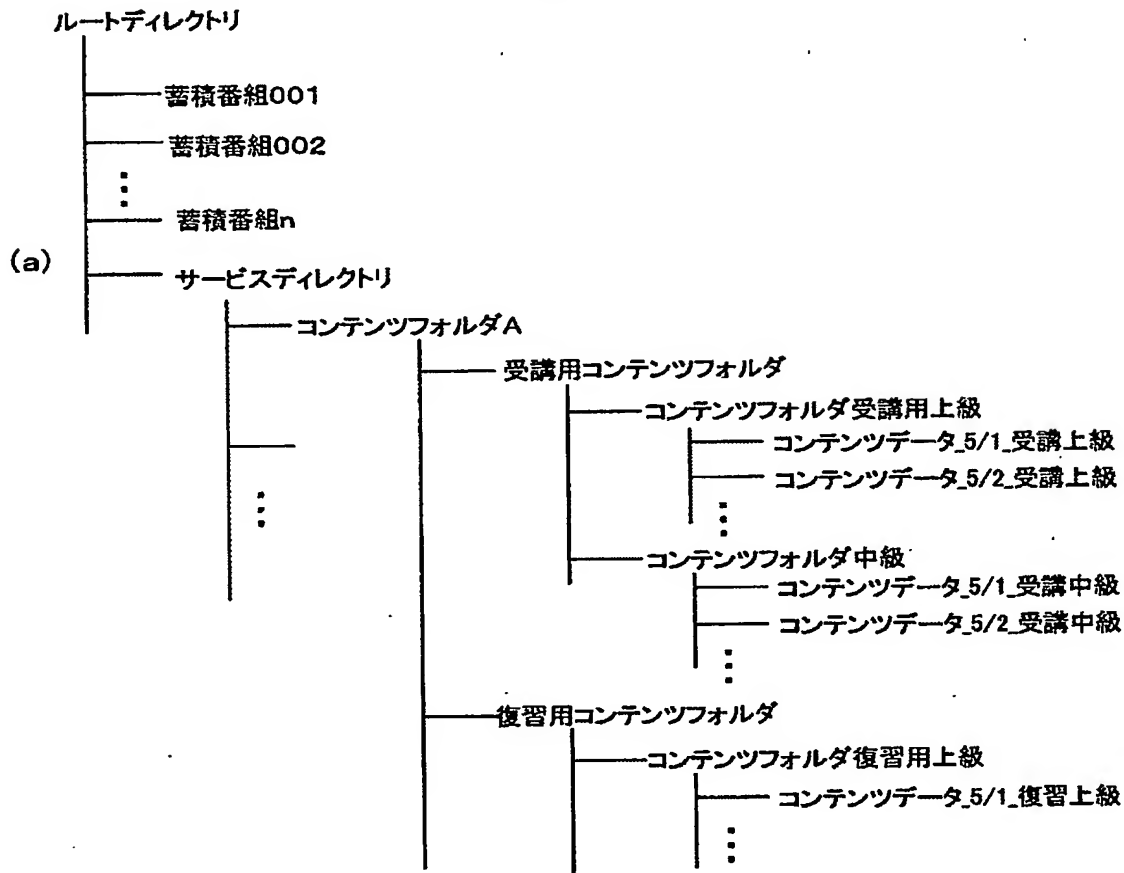 ルートディレクトリ
蓄積番組001
蓄積番組002
蓄積番組n
(a)
サービスディレクトリ
コンテンツフォルダA
受講用コンテンツフォルダ
コンテンツフォルダ受講用上級
コンテンツデータ_5/1_受講上級
コンテンツデータ_5/2_受講上級
コンテンツフォルダ中級
コンテンツデータ_5/1_受講中級
コンテンツデータ_5/2_受講中級
復習用コンテンツフォルダ
コンテンツフォルダ復習用上級
コンテンツデータ_5/1_復習上級